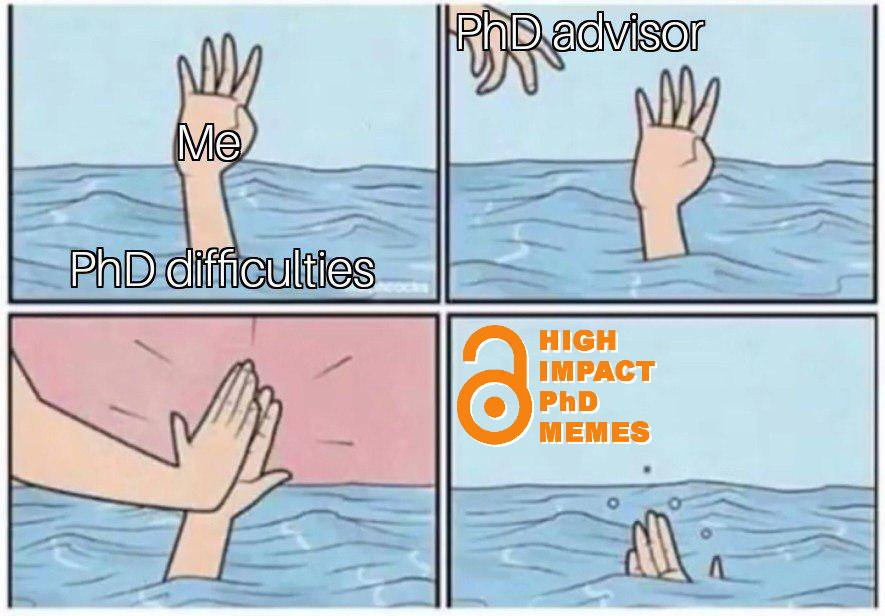 Me
PhD difficulties
PhD advisor
HIGH
IMPACT
PhD
MEMES